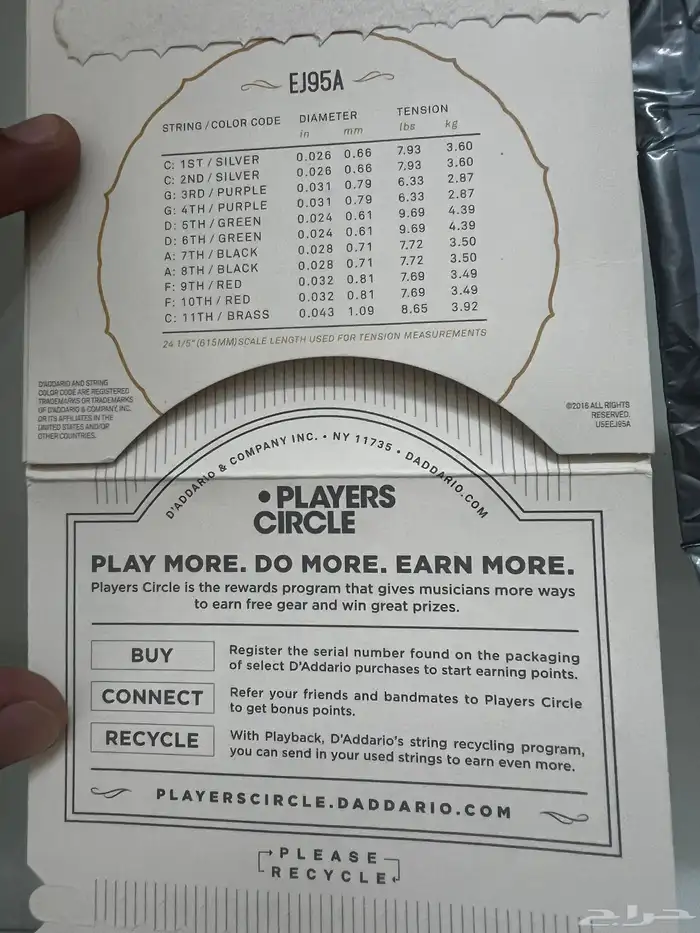 EJ95A
STRING / COLOR CODE DIAMETER TENSION
in mm lbs kg
C: 1ST / SILVER 0.026 0.66 7.93 3.60
C: 2ND / SILVER 0.026 0.66 7.93 3.60
G: 3RD / PURPLE 0.031 0.79 6.33 2.87
G: 4TH / PURPLE 0.031 0.79 6.33 2.87
D: 5TH / GREEN 0.024 0.61 9.69 4.39
D: 6TH / GREEN 0.024 0.61 9.69 4.39
A: 7TH / BLACK 0.028 0.71 7.72 3.50
A: 8TH / BLACK 0.028 0.71 7.72 3.50
F: 9TH / RED 0.032 0.81 7.69 3.49
F: 10TH / RED 0.032 0.81 7.69 3.49
C: 11TH / BRASS 0.043 1.09 8.65 3.92
24 1/5" (615MM) SCALE LENGTH USED FOR TENSION MEASUREMENTS
D'ADDARIO AND STRING
COLOR CODE ARE REGISTERED
TRADEMARKS OR TRADEMARKS
OF D'ADDARIO & COMPANY, INC.
OR ITS AFFILIATES IN THE
UNITED STATES AND/OR
OTHER COUNTRIES.
©2016 ALL RIGHTS
RESERVED.
USEEJ95A
D'ADDARIO & COMPANY INC. • NY 11735 • DADDARIO.COM
• PLAYERS
CIRCLE
PLAY MORE. DO MORE. EARN MORE.
Players Circle is the rewards program that gives musicians more ways
to earn free gear and win great prizes.
BUY
Register the serial number found on the packaging
of select D'Addario purchases to start earning points.
CONNECT
Refer your friends and bandmates to Players Circle
to get bonus points.
RECYCLE
With Playback, D'Addario's string recycling program,
you can send in your used strings to earn even more.
PLAYERSCIRCLE.DADDARIO.COM
PLEASE
RECYCLE
حراج